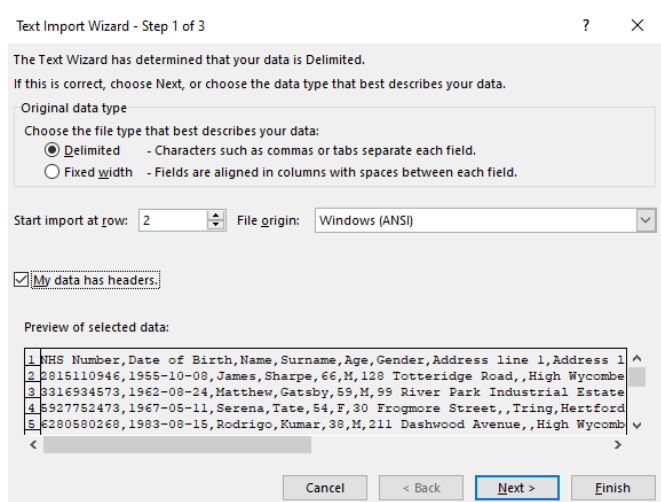 Text Import Wizard - Step 1 of 3 ?
The Text Wizard has determined that your data is Delimited.
If this is correct, choose Next, or choose the data type that best describes your data.
Original data type
Choose the file type that best describes your data:
Delimited - Characters such as commas or tabs separate each field.
Fixed width - Fields are aligned in columns with spaces between each field.
Start import at row: 2 File origin: Windows (ANSI)
My data has headers.
Preview of selected data:
1 NHS Number,Date of Birth,Name,Surname,Age,Gender,Address line 1,Address l
2 2815110946,1955-10-08,James,Sharpe,66,M,128 Totteridge Road,,High Wycombe
3 3316934573,1962-08-24,Matthew,Gatsby,59,M,99 River Park Industrial Estate
4 5927752473,1967-05-11,Serena,Tate,54,F,30 Frogmore Street,,Tring,Hertford
5 6280580268,1983-08-15,Rodrigo,Kumar,38,M,211 Dashwood Avenue,,High Wycomb
Cancel < Back Next > Finish